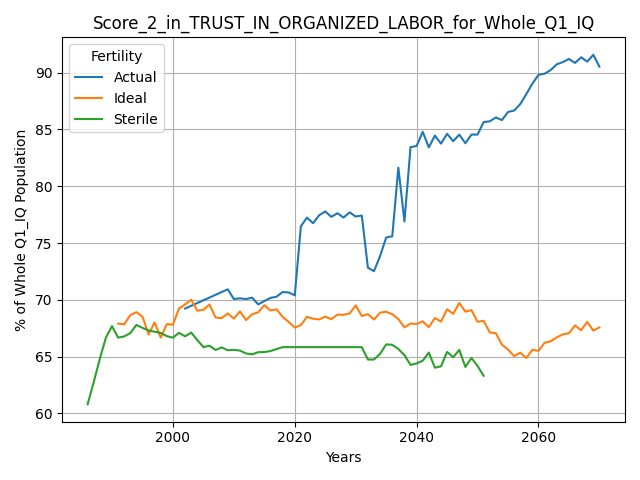 Score_2_in_TRUST_IN_ORGANIZED_LABOR_for_Whole_Q1_IQ
Fertility
Actual
Ideal
Sterile
% of Whole Q1_IQ Population
90
85
80
75
70
65
60
2000
2020
2040
2060
Years